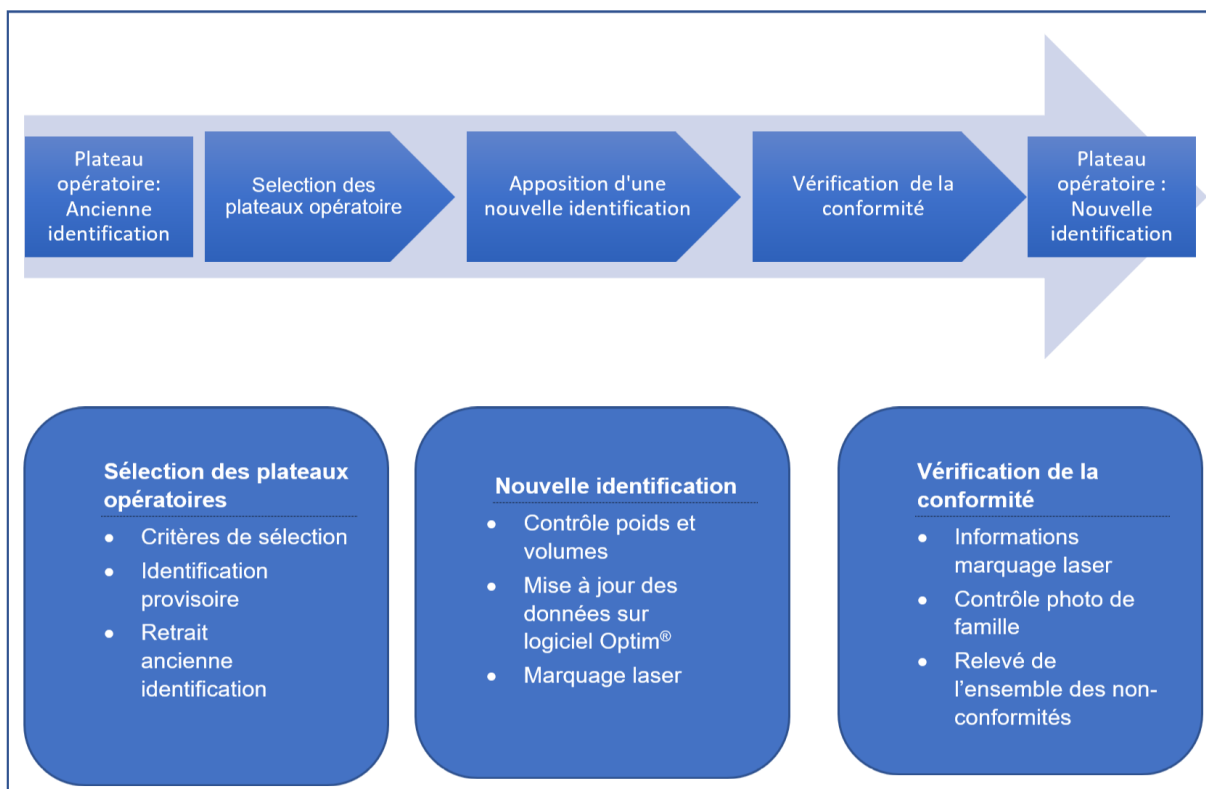 Plateau
opératoire:
Ancienne
identification
Selection des
plateaux opératoire
Apposition d'une
nouvelle identification
Vérification de la
conformité
Plateau
opératoire :
Nouvelle
identification
Sélection des plateaux
opératoires
• Critères de sélection
• Identification
provisoire
• Retrait
ancienne
identification
Nouvelle identification
• Contrôle poids et
volumes
• Mise à jour des
données sur
logiciel Optim®
• Marquage laser
Vérification de la
conformité
• Informations
marquage laser
• Contrôle photo de
famille
• Relevé de
l’ensemble des non-
conformités